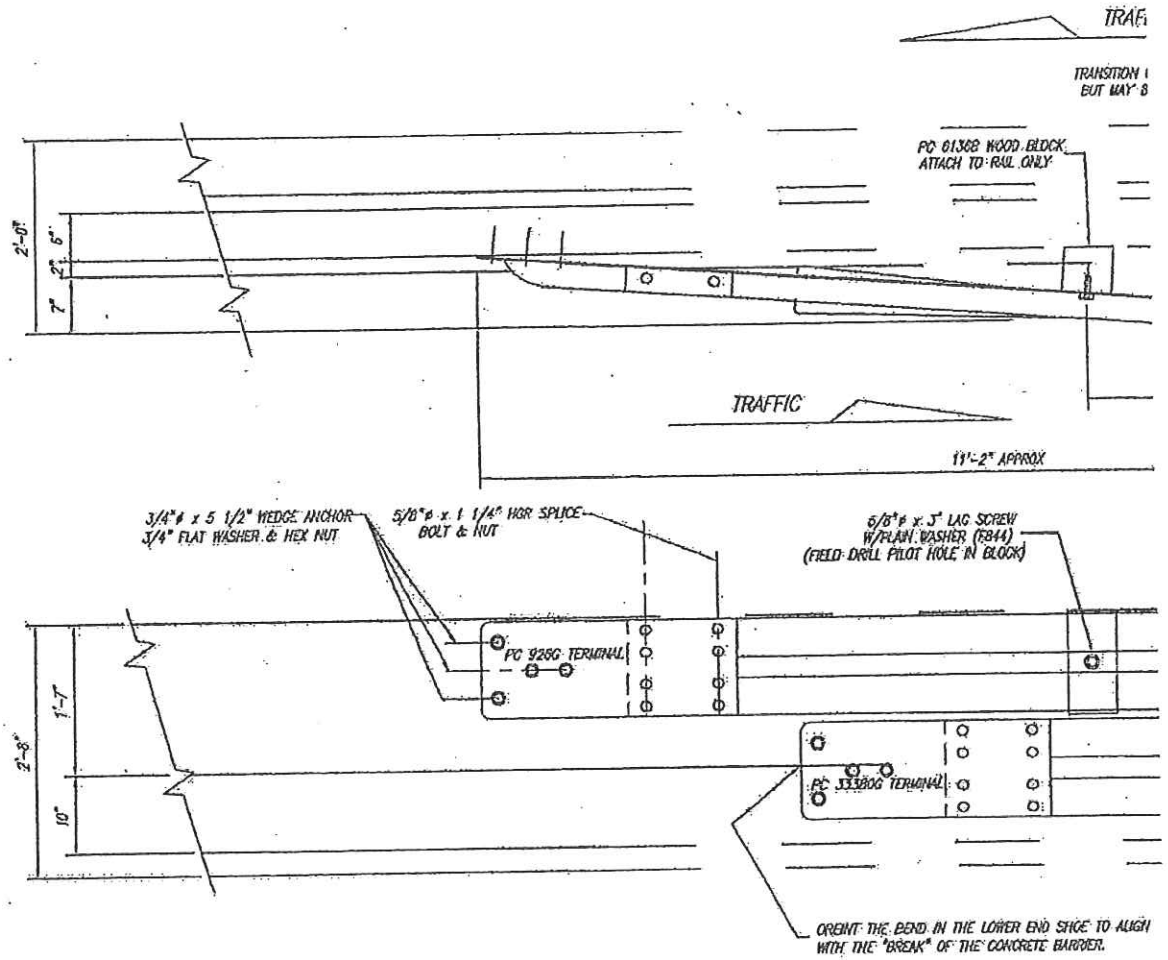 TRAFI
TRANSITION
BUT MAY B
PC 6136B WOOD BLOCK
ATTACH TO RAIL ONLY
2'-0"
6"
2"
7"
TRAFFIC
11'-2" APPROX
3/4"ϕ x 5 1/2" WEDGE ANCHOR
3/4" FLAT WASHER & HEX NUT
5/8"ϕ x 1 1/4" HGR SPLICE
BOLT & NUT
5/8"ϕ x 3" LAG SCREW
W/PLAIN WASHER (F844)
(FIELD DRILL PILOT HOLE IN BLOCK)
PC 926G TERMINAL
1'-7"
2'-8"
10"
PC 33380G TERMINAL
OREINT THE BEND IN THE LOWER END SHOE TO ALIGN
WITH THE "BREAK" OF THE CONCRETE BARRIER.